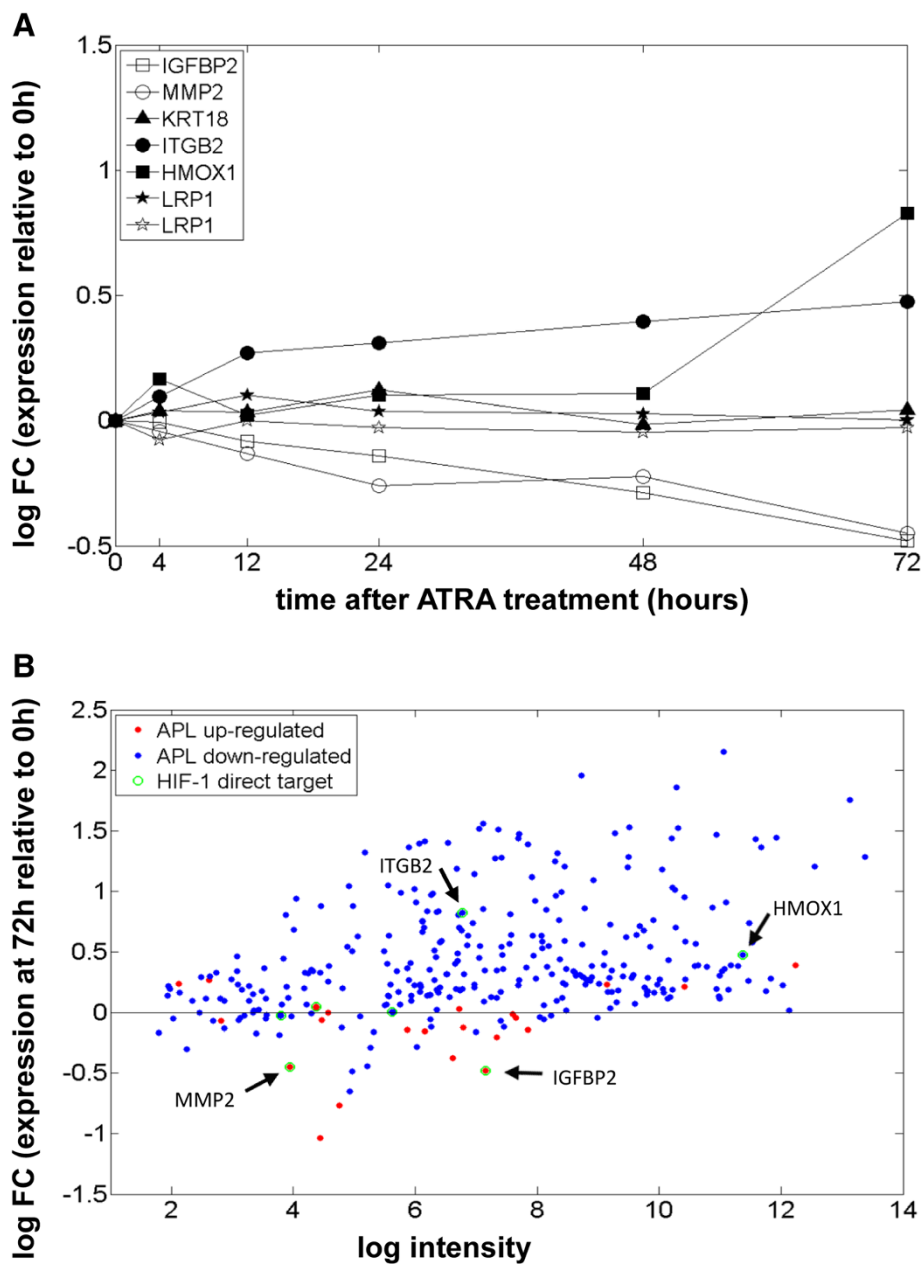 A
log FC (expression relative to 0h)
1.5
1
0.5
0
-0.5
IGFBP2
MMP2
KRT18
ITGB2
HMOX1
LRP1
LRP1
0 4 12 24 48 72
time after ATRA treatment (hours)
B
log FC (expression at 72h relative to 0h)
2.5
2
1.5
1
0.5
0
-0.5
-1
-1.5
APL up-regulated
APL down-regulated
HIF-1 direct target
ITGB2
HMOX1
MMP2
IGFBP2
2 4 6 8 10 12
log intensity